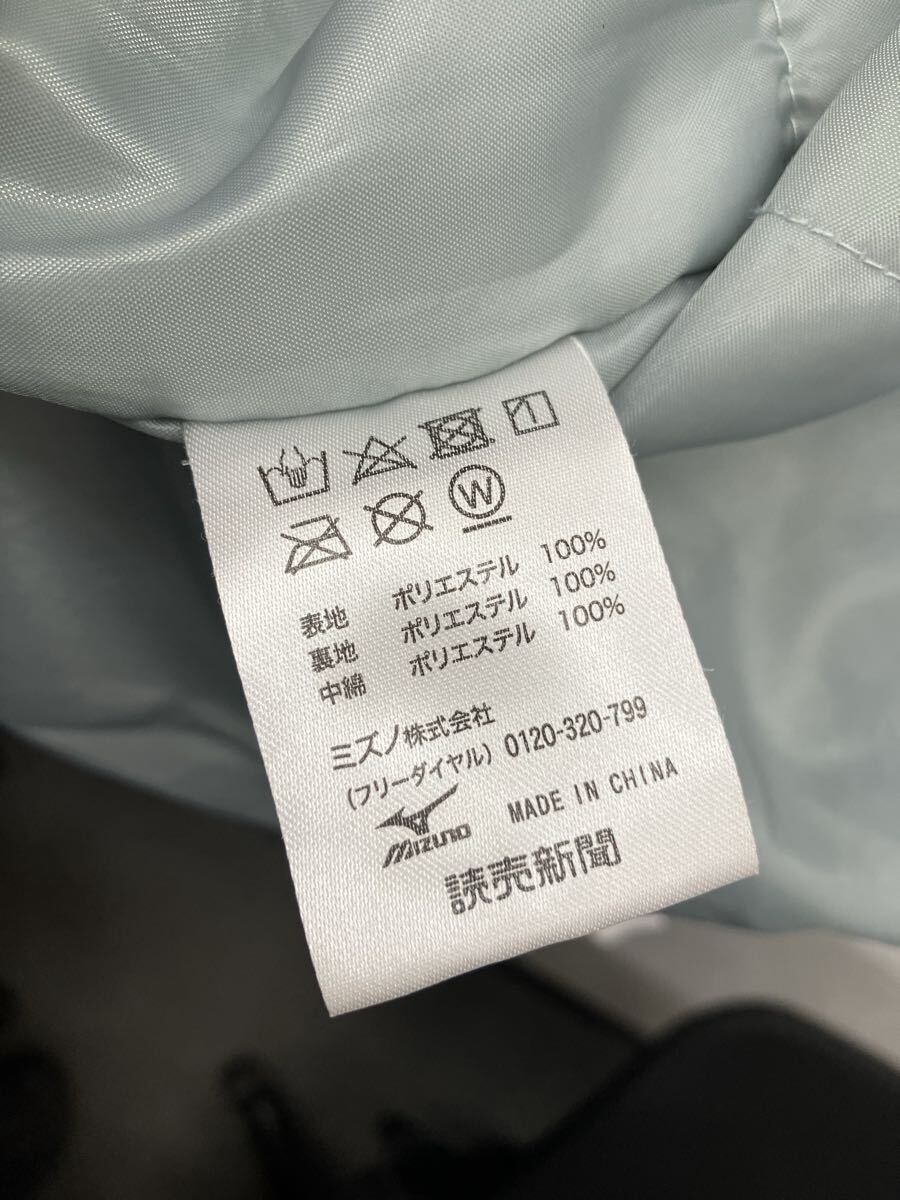 W
表地 ポリエステル 100%
裏地 ポリエステル 100%
中綿 ポリエステル 100%
ミズノ株式会社
(フリーダイヤル) 0120-320-799
MIZUNO MADE IN CHINA
読売新聞